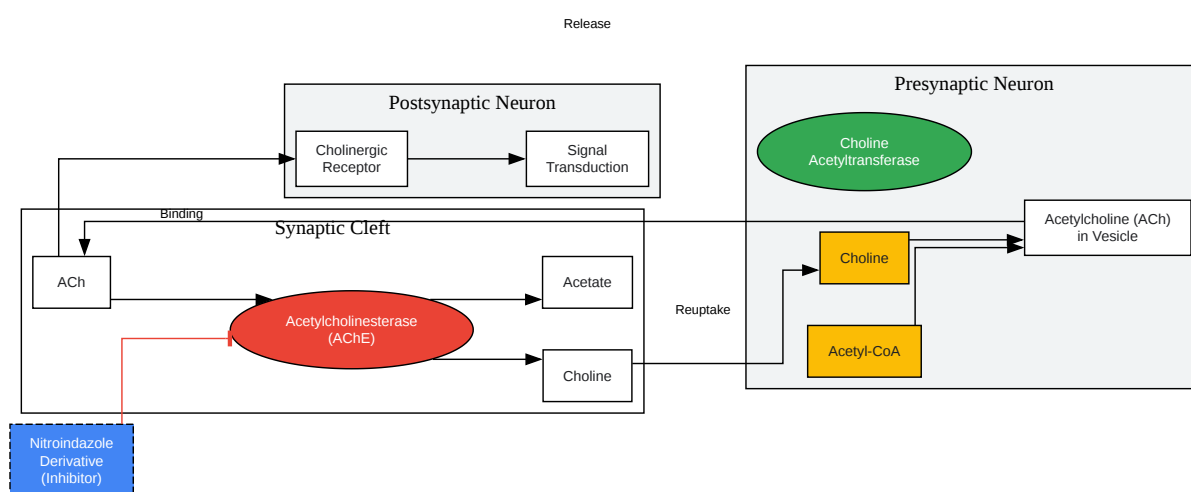 Release
Presynaptic Neuron
Postsynaptic Neuron
Choline
Acetyltransferase
Cholinergic
Receptor
Signal
Transduction
Binding
Synaptic Cleft
Acetylcholine (ACh)
in Vesicle
Choline
ACh
Acetate
Reuptake
Acetylcholinesterase
(AChE)
Acetyl-CoA
Choline
Nitroindazole
Derivative
(Inhibitor)